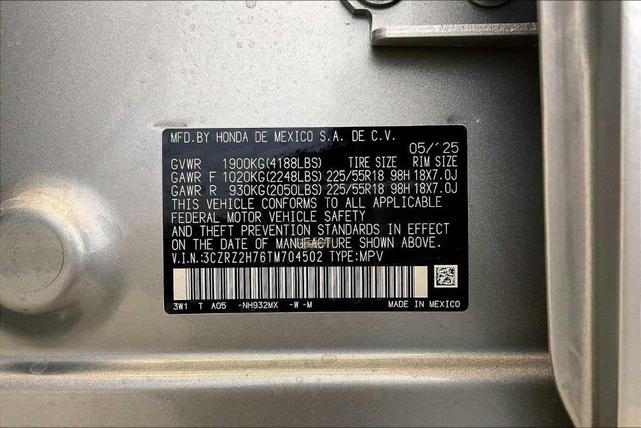 MFD.BY HONDA DE MEXICO S.A. DE C.V.
05/'25
GVWR 1900KG(4188LBS) TIRE SIZE RIM SIZE
GAWR F 1020KG(2248LBS) 225/55R18 98H 18X7.0J
GAWR R 930KG(2050LBS) 225/55R18 98H 18X7.0J
THIS VEHICLE CONFORMS TO ALL APPLICABLE
FEDERAL MOTOR VEHICLE SAFETY
AND THEFT PREVENTION STANDARDS IN EFFECT
ON THE DATE OF MANUFACTURE SHOWN ABOVE.
V.I.N.:3CZRZ2H76TM704502 TYPE:MPV
3W1 T A05 -NH932MX -W -M MADE IN MEXICO